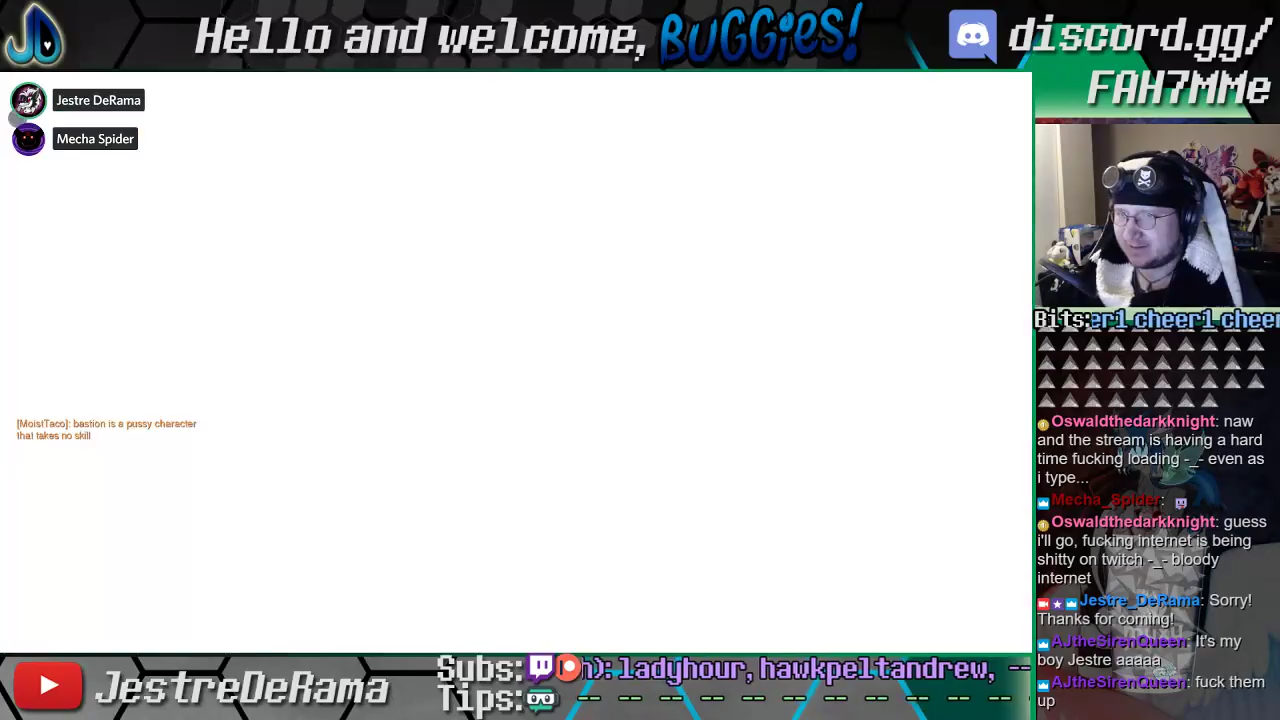 Hello and welcome, BUGGIES!
discord.gg/
FAH7MMe
Jestre DeRama
Mecha Spider
[MoistTaco]: bastion is a pussy character
that takes no skill
Bits:er1 cheer1 cheer
Oswaldthedarkknight: naw
and the stream is having a hard
time fucking loading -_- even as
i type...
Mecha_Spider:
Oswaldthedarkknight: guess
i'll go, fucking internet is being
shitty on twitch -_- bloody
internet
Jestre_DeRama: Sorry!
Thanks for coming!
AJtheSirenQueen: It's my
boy Jestre aaaaa
AJtheSirenQueen: fuck them
up
JestreDeRama
Subs: h): ladyhour, hawkpeltandrew, --
Tips: -- -- -- -- -- -- -- -- -- -- --